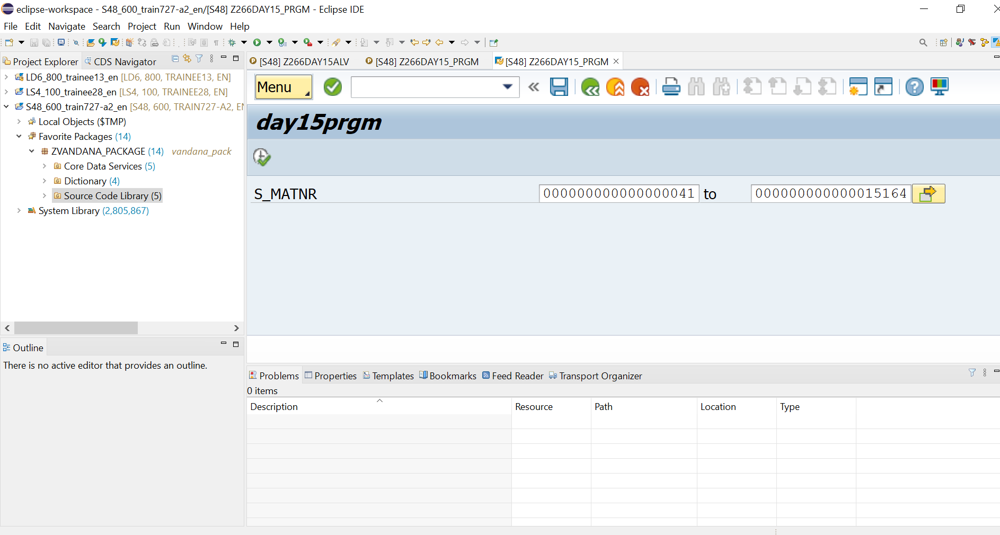 eclipse-workspace - S48_600_train727-a2_en/[S48] Z266DAY15_PRGM - Eclipse IDE
File Edit Navigate Search Project Run Window Help
Project Explorer CDS Navigator
[S48] Z266DAY15ALV [S48] Z266DAY15_PRGM [S48] Z266DAY15_PRGM
LD6_800_trainee13_en [LD6, 800, TRAINEE13, EN]
LS4_100_trainee28_en [LS4, 100, TRAINEE28, EN]
S48_600_train727-a2_en [S48, 600, TRAIN727-A2, EN
Local Objects ($TMP)
Favorite Packages (14)
ZVANDANA_PACKAGE (14) vandana_pack
Core Data Services (5)
Dictionary (4)
Source Code Library (5)
System Library (2,805,867)
Menu
day15prgm
S_MATNR 000000000000000041 to 000000000000015164
Outline
There is no active editor that provides an outline.
Problems Properties Templates Bookmarks Feed Reader Transport Organizer
0 items
Description Resource Path Location Type